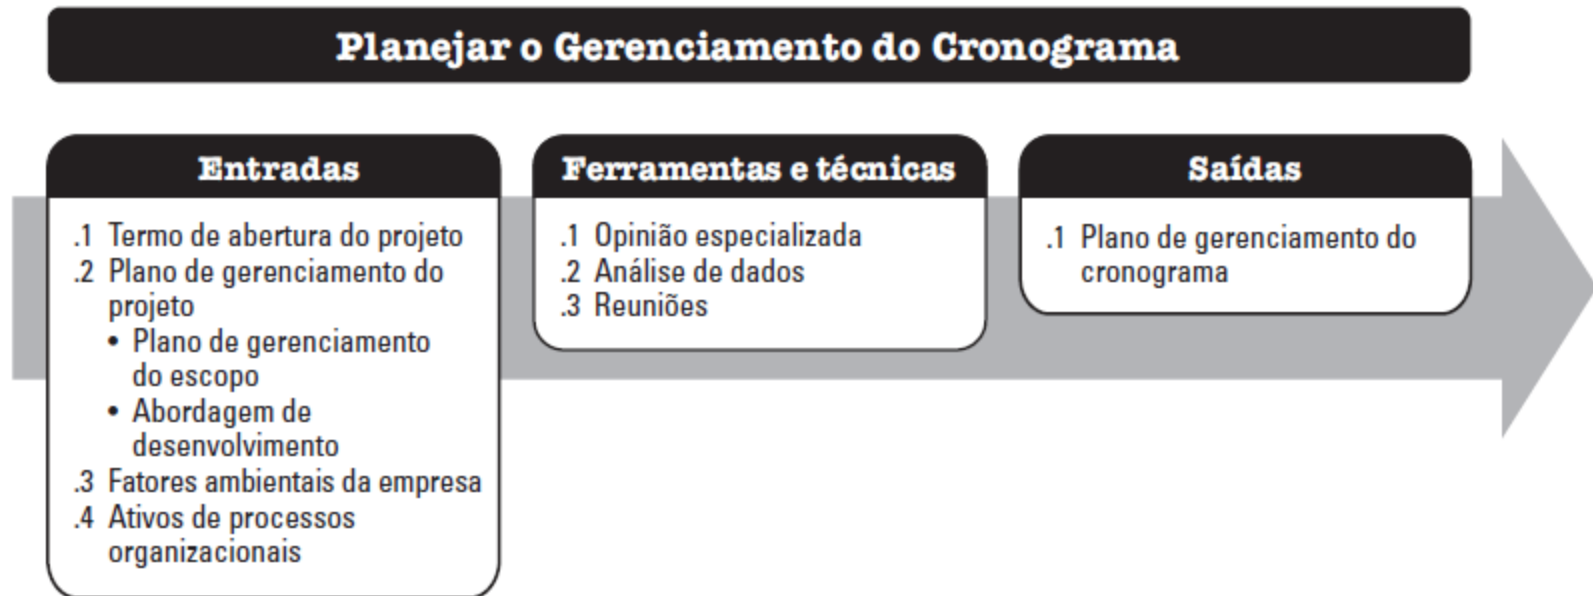 Planejar o Gerenciamento do Cronograma
Entradas
.1 Termo de abertura do projeto
.2 Plano de gerenciamento do
projeto
• Plano de gerenciamento
do escopo
• Abordagem de
desenvolvimento
.3 Fatores ambientais da empresa
.4 Ativos de processos
organizacionais
Ferramentas e técnicas
.1 Opinião especializada
.2 Análise de dados
.3 Reuniões
Saídas
.1 Plano de gerenciamento do
cronograma